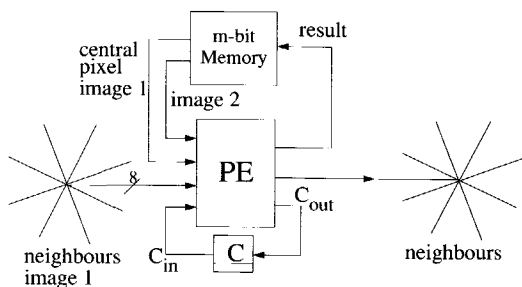 central
pixel
image 1
m-bit
Memory
result
image 2
8
PE
C_out
C_in
C
neighbours
image 1
neighbours